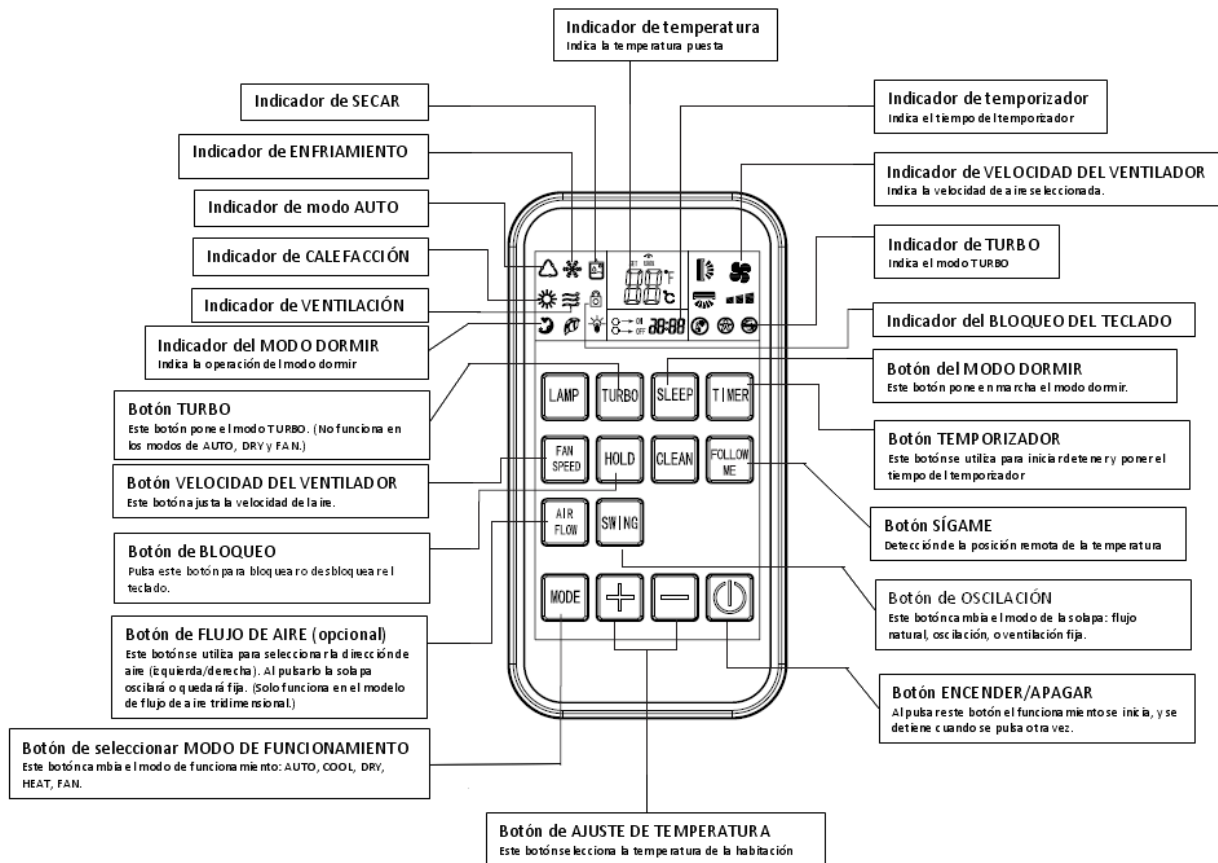 Indicador de temperatura
Indica la temperatura puesta
Indicador de SECAR
Indicador de ENFRIAMIENTO
Indicador de modo AUTO
Indicador de CALEFACCIÓN
Indicador de VENTILACIÓN
Indicador del MODO DORMIR
Indica la operación del modo dormir
Botón TURBO
Este botón pone el modo TURBO. (No funciona en
los modos de AUTO, DRY y FAN.)
Botón VELOCIDAD DEL VENTILADOR
Este botón ajusta la velocidad de la aire.
Botón de BLOQUEO
Pulsa este botón para bloquear o desbloquear el
teclado.
Botón de FLUJO DE AIRE (opcional)
Este botón se utiliza para seleccionar la dirección de
aire (izquierda/derecha). Al pulsarlo la solapa
oscilará o quedará fija. (Solo funciona en el modelo
de flujo de aire tridimensional.)
Botón de seleccionar MODO DE FUNCIONAMIENTO
Este botón cambia el modo de funcionamiento: AUTO, COOL, DRY,
HEAT, FAN.
88 °F
°C
ON
OFF 88:88
LAMP TURBO SLEEP TIMER
FAN SPEED HOLD CLEAN FOLLOW ME
AIR FLOW SWING
MODE + −
Indicador de temporizador
Indica el tiempo del temporizador
Indicador de VELOCIDAD DEL VENTILADOR
Indica la velocidad de aire seleccionada.
Indicador de TURBO
Indica el modo TURBO
Indicador del BLOQUEO DEL TECLADO
Botón del MODO DORMIR
Este botón pone en marcha el modo dormir.
Botón TEMPORIZADOR
Este botón se utiliza para iniciar detener y poner el
tiempo del temporizador
Botón SÍGAME
Detección de la posición remota de la temperatura
Botón de OSCILACIÓN
Este botón cambia el modo de la solapa: flujo
natural, oscilación, o ventilación fija.
Botón ENCENDER/APAGAR
Al pulsar este botón el funcionamiento se inicia, y se
detiene cuando se pulsa otra vez.
Botón de AJUSTE DE TEMPERATURA
Este botón selecciona la temperatura de la habitación